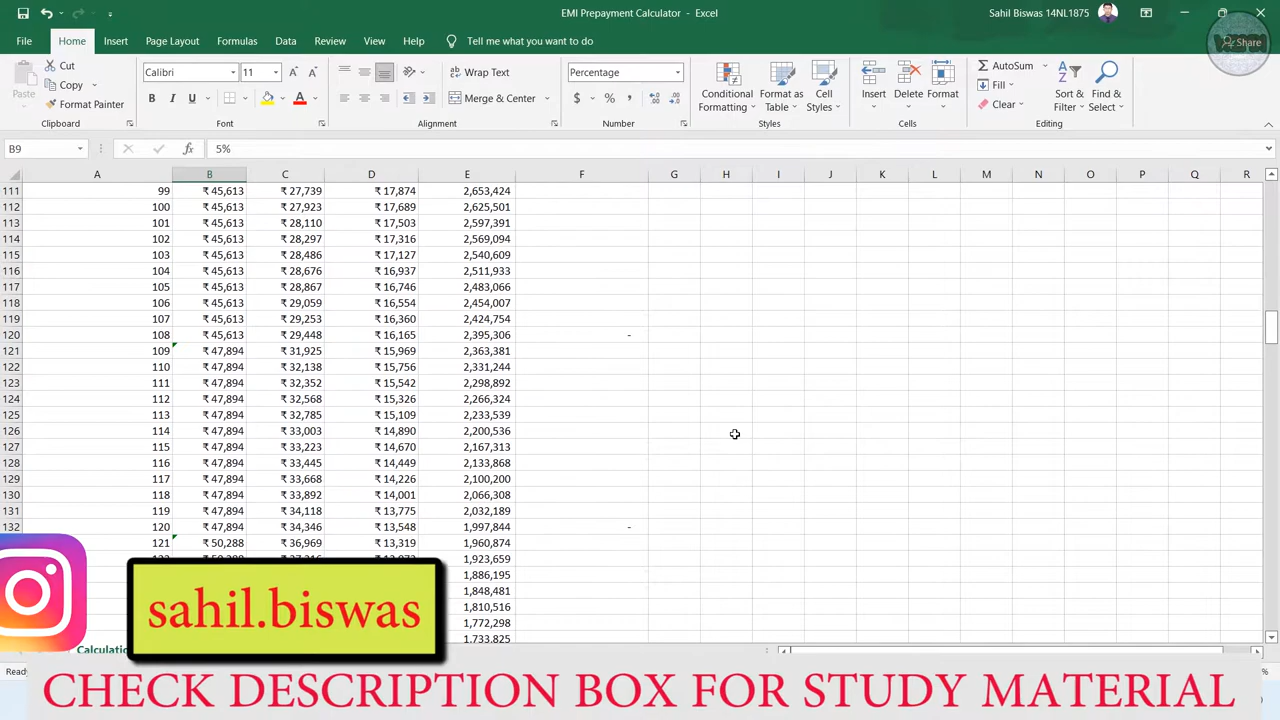 EMI Prepayment Calculator - Excel
Sahil Biswas 14NL1875
File Home Insert Page Layout Formulas Data Review View Help Tell me what you want to do
Share
Paste
Cut
Copy
Format Painter
Clipboard
Calibri 11
B I U
Font
Wrap Text
Merge & Center
Alignment
Percentage
$ % ,
Number
Conditional Formatting
Format as Table
Cell Styles
Styles
Insert Delete Format
Cells
AutoSum
Fill
Clear
Sort & Filter
Find & Select
Editing
B9 fx 5%
A B C D E F G H I J K L M N O P Q R
111 99 ₹ 45,613 ₹ 27,739 ₹ 17,874 2,653,424
112 100 ₹ 45,613 ₹ 27,923 ₹ 17,689 2,625,501
113 101 ₹ 45,613 ₹ 28,110 ₹ 17,503 2,597,391
114 102 ₹ 45,613 ₹ 28,297 ₹ 17,316 2,569,094
115 103 ₹ 45,613 ₹ 28,486 ₹ 17,127 2,540,609
116 104 ₹ 45,613 ₹ 28,676 ₹ 16,937 2,511,933
117 105 ₹ 45,613 ₹ 28,867 ₹ 16,746 2,483,066
118 106 ₹ 45,613 ₹ 29,059 ₹ 16,554 2,454,007
119 107 ₹ 45,613 ₹ 29,253 ₹ 16,360 2,424,754
120 108 ₹ 45,613 ₹ 29,448 ₹ 16,165 2,395,306 -
121 109 ₹ 47,894 ₹ 31,925 ₹ 15,969 2,363,381
122 110 ₹ 47,894 ₹ 32,138 ₹ 15,756 2,331,244
123 111 ₹ 47,894 ₹ 32,352 ₹ 15,542 2,298,892
124 112 ₹ 47,894 ₹ 32,568 ₹ 15,326 2,266,324
125 113 ₹ 47,894 ₹ 32,785 ₹ 15,109 2,233,539
126 114 ₹ 47,894 ₹ 33,003 ₹ 14,890 2,200,536
127 115 ₹ 47,894 ₹ 33,223 ₹ 14,670 2,167,313
128 116 ₹ 47,894 ₹ 33,445 ₹ 14,449 2,133,868
129 117 ₹ 47,894 ₹ 33,668 ₹ 14,226 2,100,200
130 118 ₹ 47,894 ₹ 33,892 ₹ 14,001 2,066,308
131 119 ₹ 47,894 ₹ 34,118 ₹ 13,775 2,032,189
132 120 ₹ 47,894 ₹ 34,346 ₹ 13,548 1,997,844 -
121 ₹ 50,288 ₹ 36,969 ₹ 13,319 1,960,874
1,923,659
1,886,195
1,848,481
1,810,516
1,772,298
1,733,825
sahil.biswas
CHECK DESCRIPTION BOX FOR STUDY MATERIAL